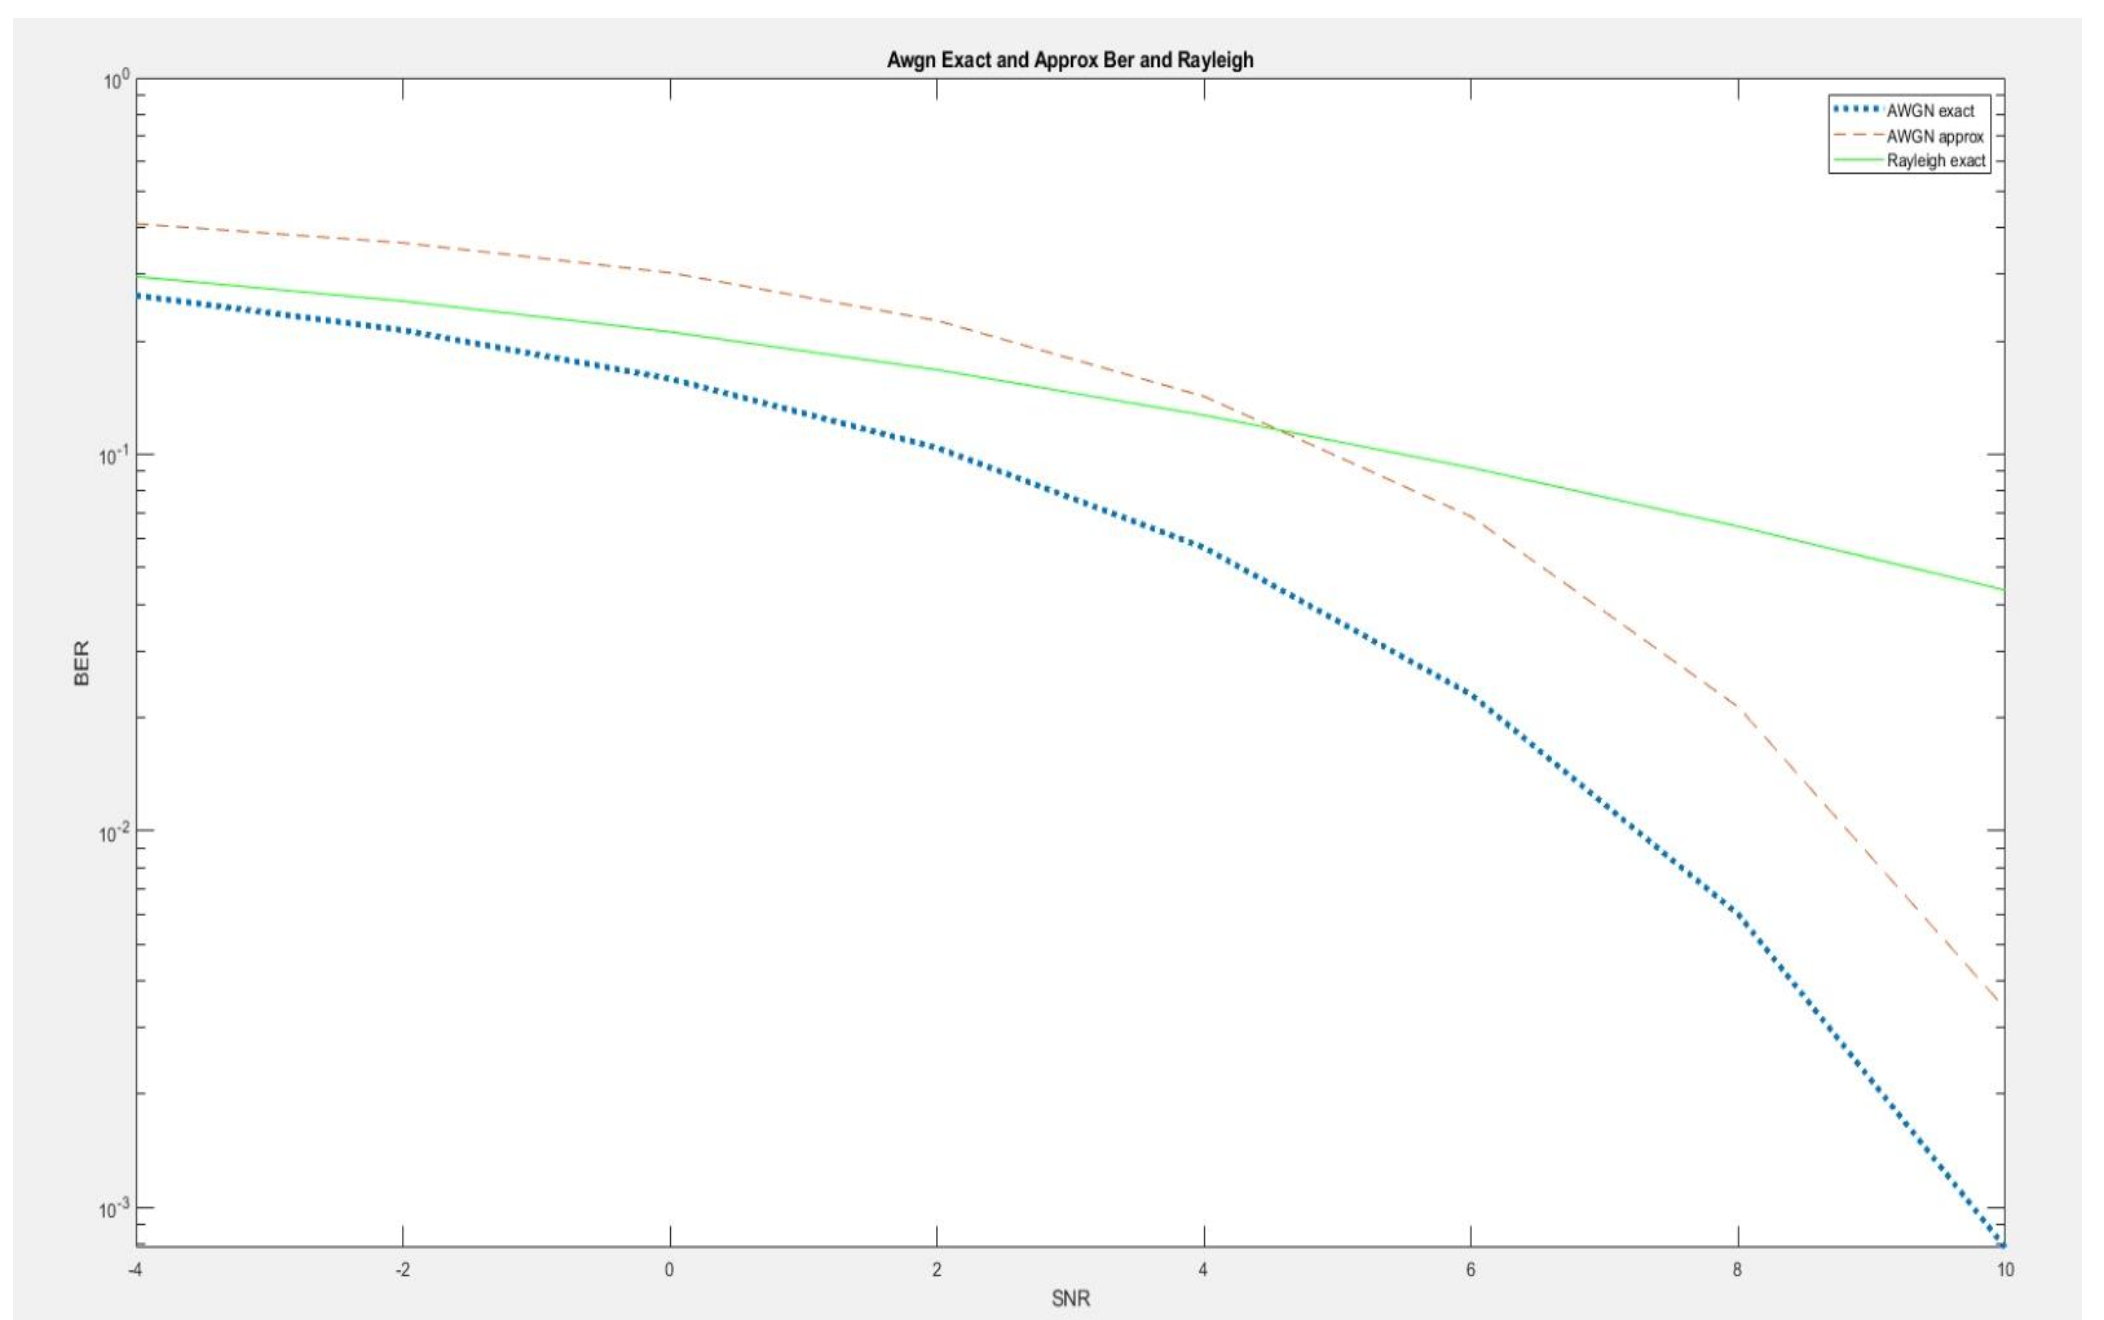 Awgn Exact and Approx Ber and Rayleigh
10^0
AWGN exact
AWGN approx
Rayleigh exact
10^-1
BER
10^-2
10^-3
-4 -2 0 2 4 6 8 10
SNR